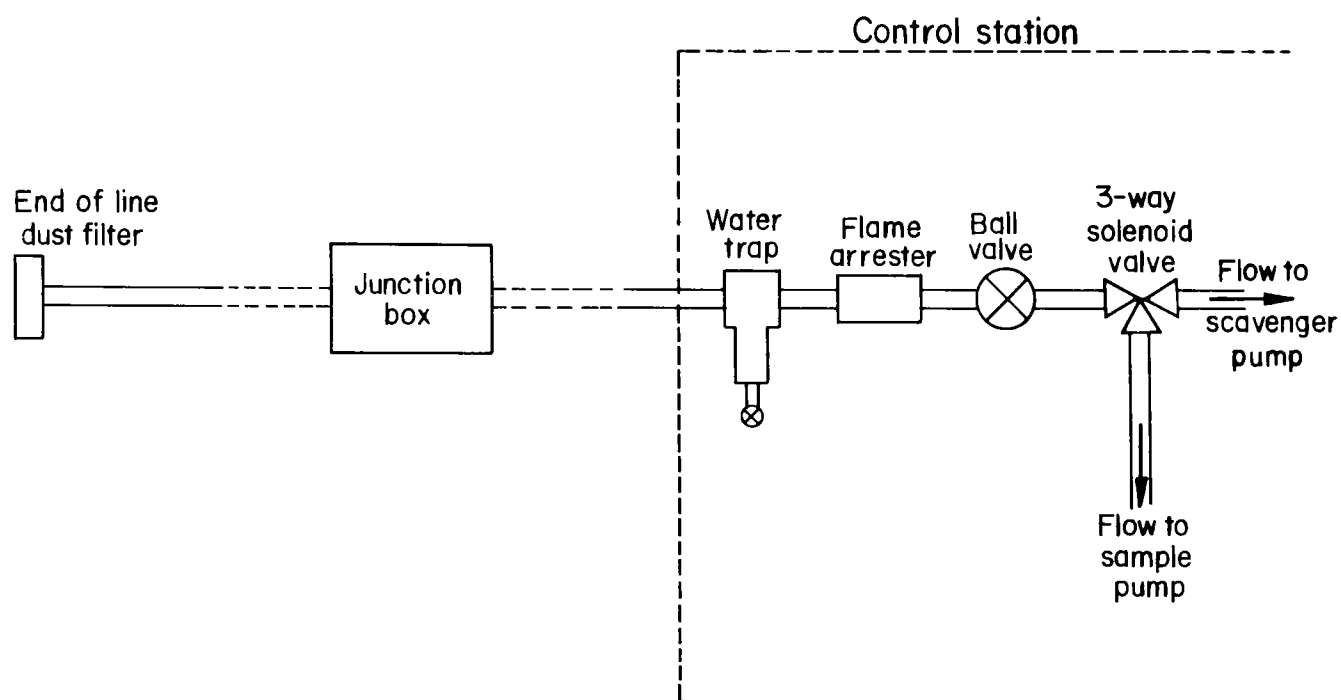 Control station
End of line
dust filter
Junction
box
Water
trap
Flame
arrester
Ball
valve
3-way
solenoid
valve
Flow to
scavenger
pump
Flow to
sample
pump